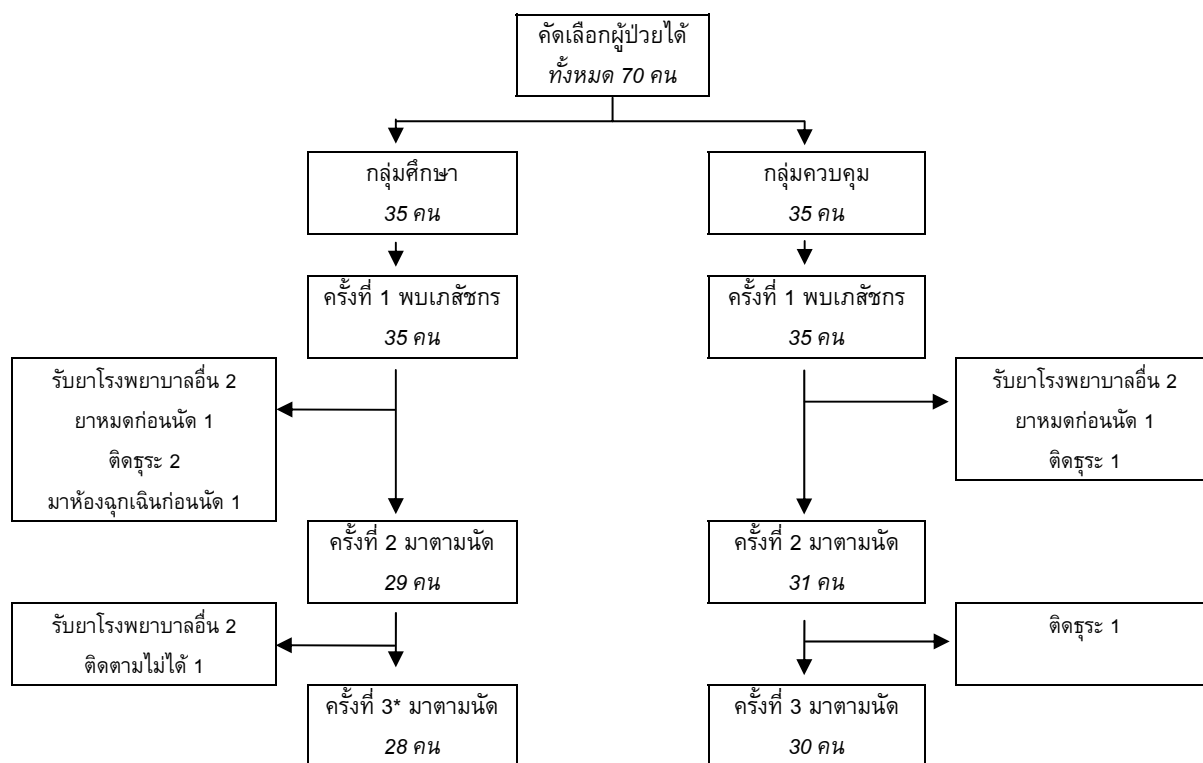 คัดเลือกผู้ป่วยได้
ทั้งหมด 70 คน
กลุ่มศึกษา
35 คน
กลุ่มควบคุม
35 คน
ครั้งที่ 1 พบเภสัชกร
35 คน
ครั้งที่ 1 พบเภสัชกร
35 คน
รับยาโรงพยาบาลอื่น 2
ยาหมดก่อนนัด 1
ติดธุระ 2
มาห้องฉุกเฉินก่อนนัด 1
รับยาโรงพยาบาลอื่น 2
ยาหมดก่อนนัด 1
ติดธุระ 1
ครั้งที่ 2 มาตามนัด
29 คน
ครั้งที่ 2 มาตามนัด
31 คน
รับยาโรงพยาบาลอื่น 2
ติดตามไม่ได้ 1
ติดธุระ 1
ครั้งที่ 3* มาตามนัด
28 คน
ครั้งที่ 3 มาตามนัด
30 คน